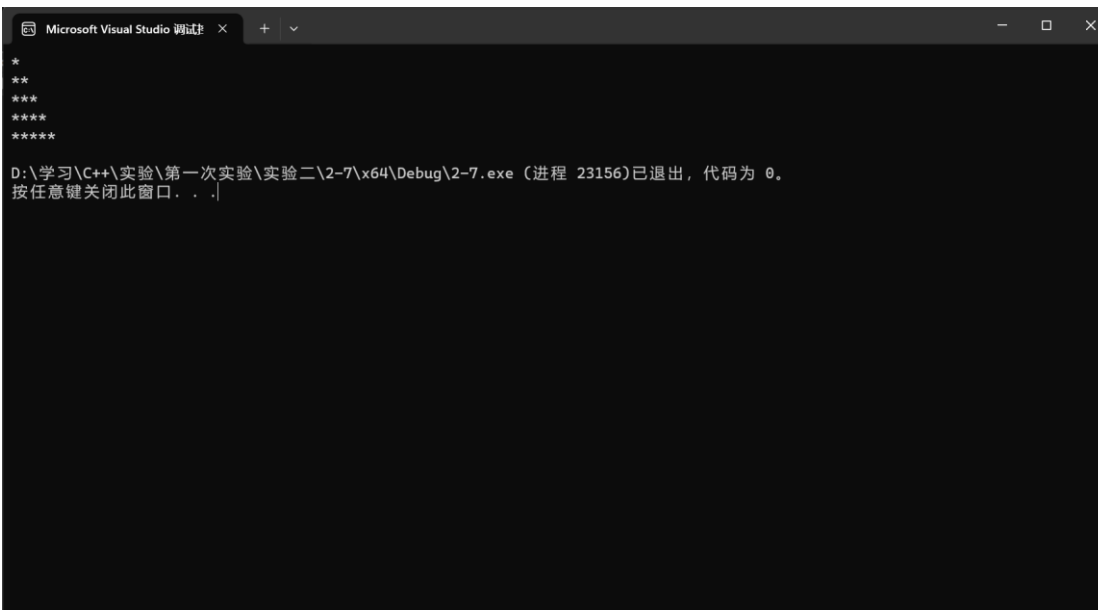 Microsoft Visual Studio 调试
*
**
***
****
*****
D:\学习\C++\实验\第一次实验\实验二\2-7\x64\Debug\2-7.exe (进程 23156)已退出，代码为 0。
按任意键关闭此窗口. . .